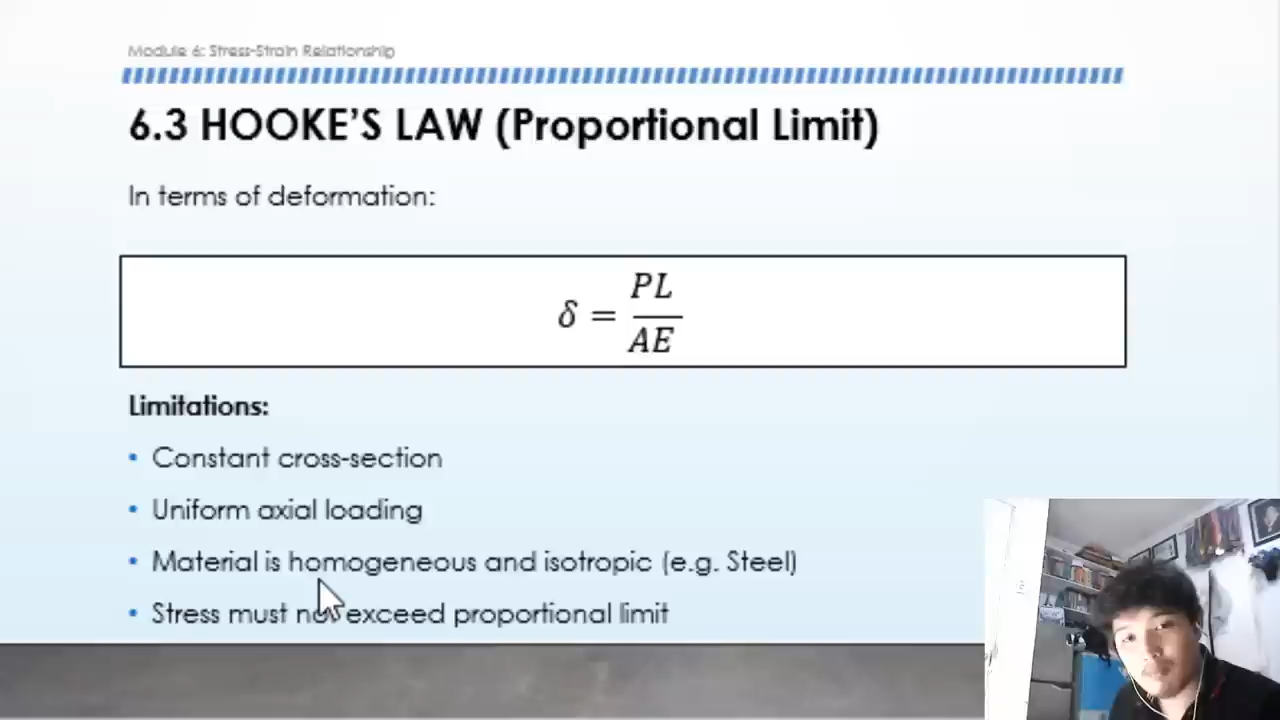 Module 6: Stress-Strain Relationship
6.3 HOOKE'S LAW (Proportional Limit)
In terms of deformation:
δ = PL/AE
Limitations:
• Constant cross-section
• Uniform axial loading
• Material is homogeneous and isotropic (e.g. Steel)
• Stress must not exceed proportional limit